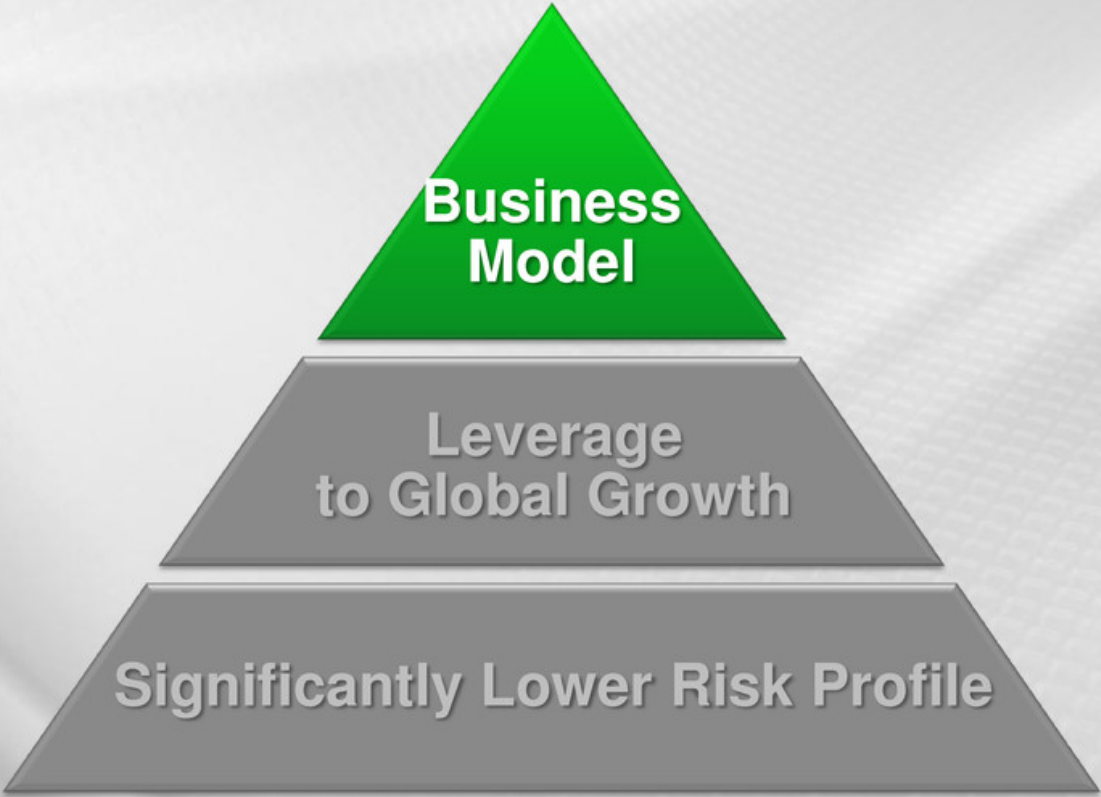 Business
Model
Leverage
to Global Growth
Significantly Lower Risk Profile